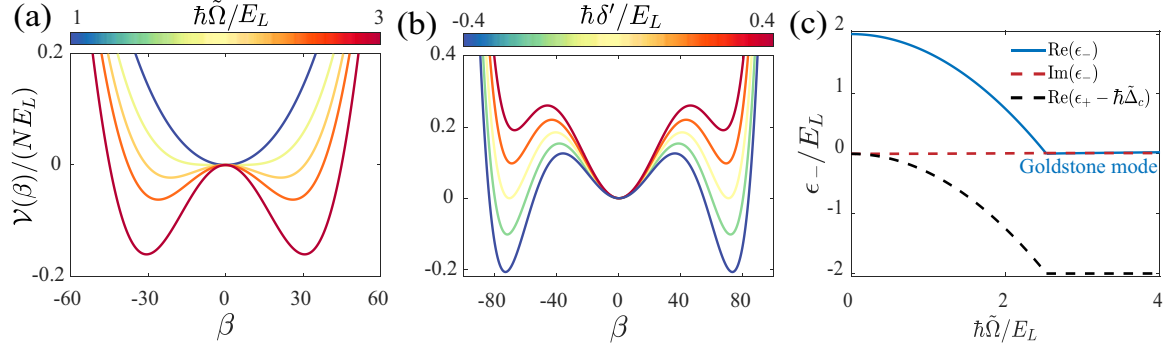 (a)
ħΩ̃/E_L
1 3
0.2
0
-0.2
V(β)/(NE_L)
-60 -30 0 30 60
β
(b)
ħδ′/E_L
-0.4 0.4
0.4
0.2
0
-0.2
-80 -40 0 40 80
β
(c)
2
1
0
-1
-2
ϵ_-/E_L
Re(ϵ_-)
Im(ϵ_-)
Re(ϵ_+ - ħΔ̃_c)
Goldstone mode
0 2 4
ħΩ̃/E_L